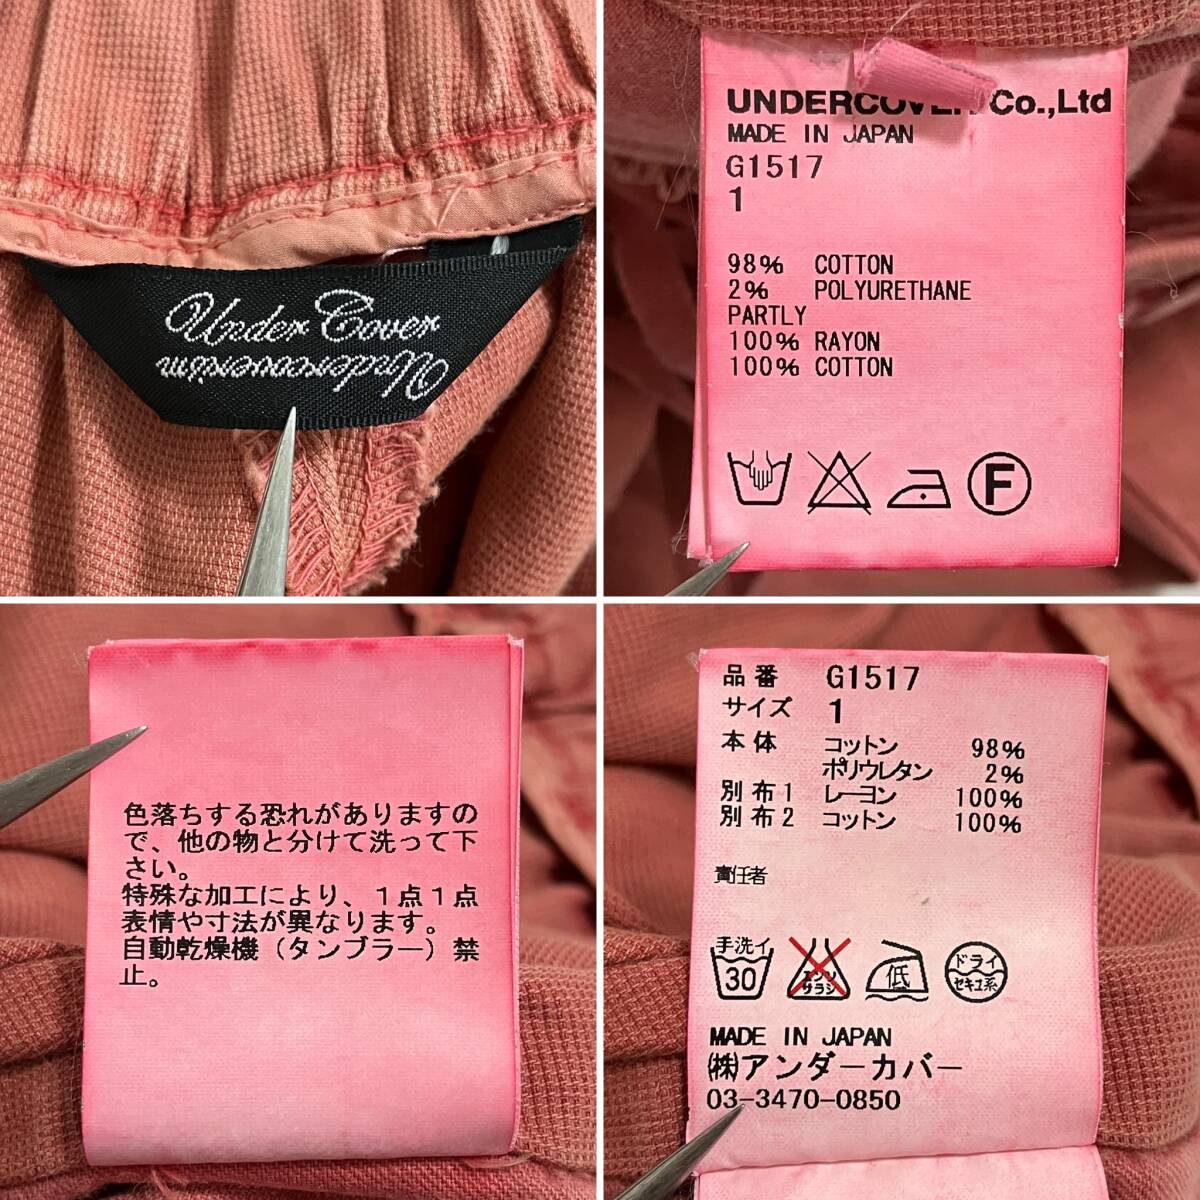 Under Cover
Undercoverism
UNDERCOVER Co.,Ltd
MADE IN JAPAN
G1517
1
98% COTTON
2% POLYURETHANE
PARTLY
100% RAYON
100% COTTON
F
色落ちする恐れがありますの
で、他の物と分けて洗って下
さい。
特殊な加工により、1点1点
表情や寸法が異なります。
自動乾燥機（タンブラー）禁
止。
品番 G1517
サイズ 1
本体 コットン 98%
ポリウレタン 2%
別布1 レーヨン 100%
別布2 コットン 100%
責任者
手洗イ
30
エンソ
サラシ
低
ドライ
セキユ系
MADE IN JAPAN
㈱アンダーカバー
03-3470-0850